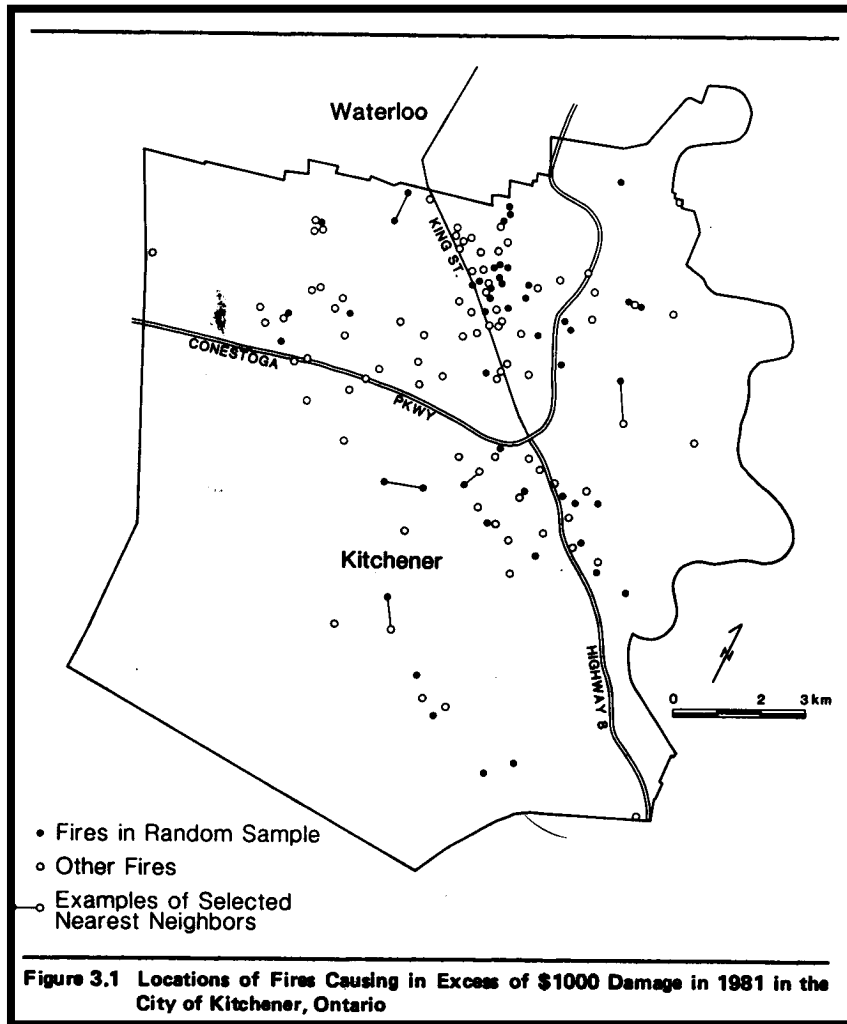 Waterloo
KING ST.
CONESTOGA
PKWY
Kitchener
HIGHWAY 8
N
0 2 3 km
Fires in Random Sample
Other Fires
Examples of Selected
Nearest Neighbors
Figure 3.1 Locations of Fires Causing in Excess of $1000 Damage in 1981 in the
City of Kitchener, Ontario